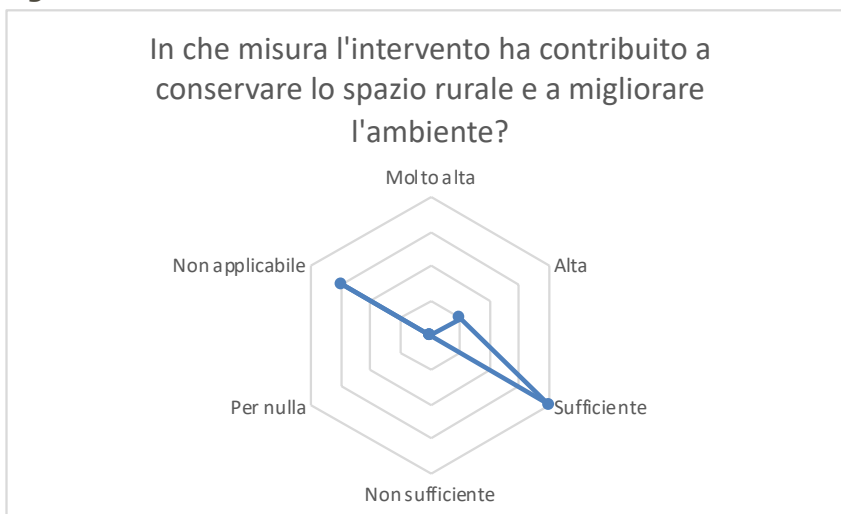 In che misura l'intervento ha contribuito a
conservare lo spazio rurale e a migliorare
l'ambiente?
Molto alta
Non applicabile
Alta
Per nulla
Sufficiente
Non sufficiente